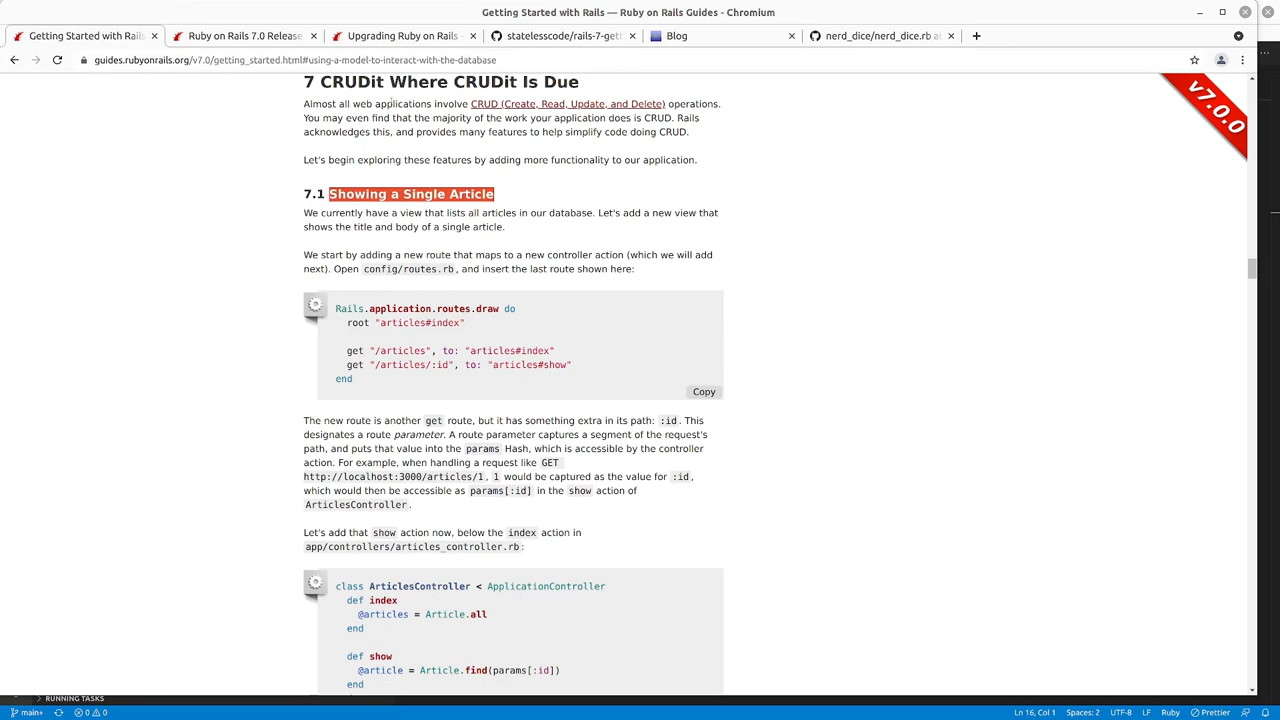 Getting Started with Rails — Ruby on Rails Guides - Chromium
Getting Started with Rails
Ruby on Rails 7.0 Release
Upgrading Ruby on Rails –
statelesscode/rails-7-gett
Blog
nerd_dice/nerd_dice.rb at
guides.rubyonrails.org/v7.0/getting_started.html#using-a-model-to-interact-with-the-database
7 CRUDit Where CRUDit Is Due
Almost all web applications involve CRUD (Create, Read, Update, and Delete) operations.
You may even find that the majority of the work your application does is CRUD. Rails
acknowledges this, and provides many features to help simplify code doing CRUD.
Let's begin exploring these features by adding more functionality to our application.
v7.0.0
7.1 Showing a Single Article
We currently have a view that lists all articles in our database. Let's add a new view that
shows the title and body of a single article.
We start by adding a new route that maps to a new controller action (which we will add
next). Open config/routes.rb, and insert the last route shown here:
Rails.application.routes.draw do
root "articles#index"
get "/articles", to: "articles#index"
get "/articles/:id", to: "articles#show"
end
Copy
The new route is another get route, but it has something extra in its path: :id. This
designates a route parameter. A route parameter captures a segment of the request's
path, and puts that value into the params Hash, which is accessible by the controller
action. For example, when handling a request like GET
http://localhost:3000/articles/1, 1 would be captured as the value for :id,
which would then be accessible as params[:id] in the show action of
ArticlesController.
Let's add that show action now, below the index action in
app/controllers/articles_controller.rb:
class ArticlesController < ApplicationController
def index
@articles = Article.all
end
def show
@article = Article.find(params[:id])
end
RUNNING TASKS
main+ 0 0 Ln 16, Col 1 Spaces: 2 UTF-8 LF Ruby Prettier